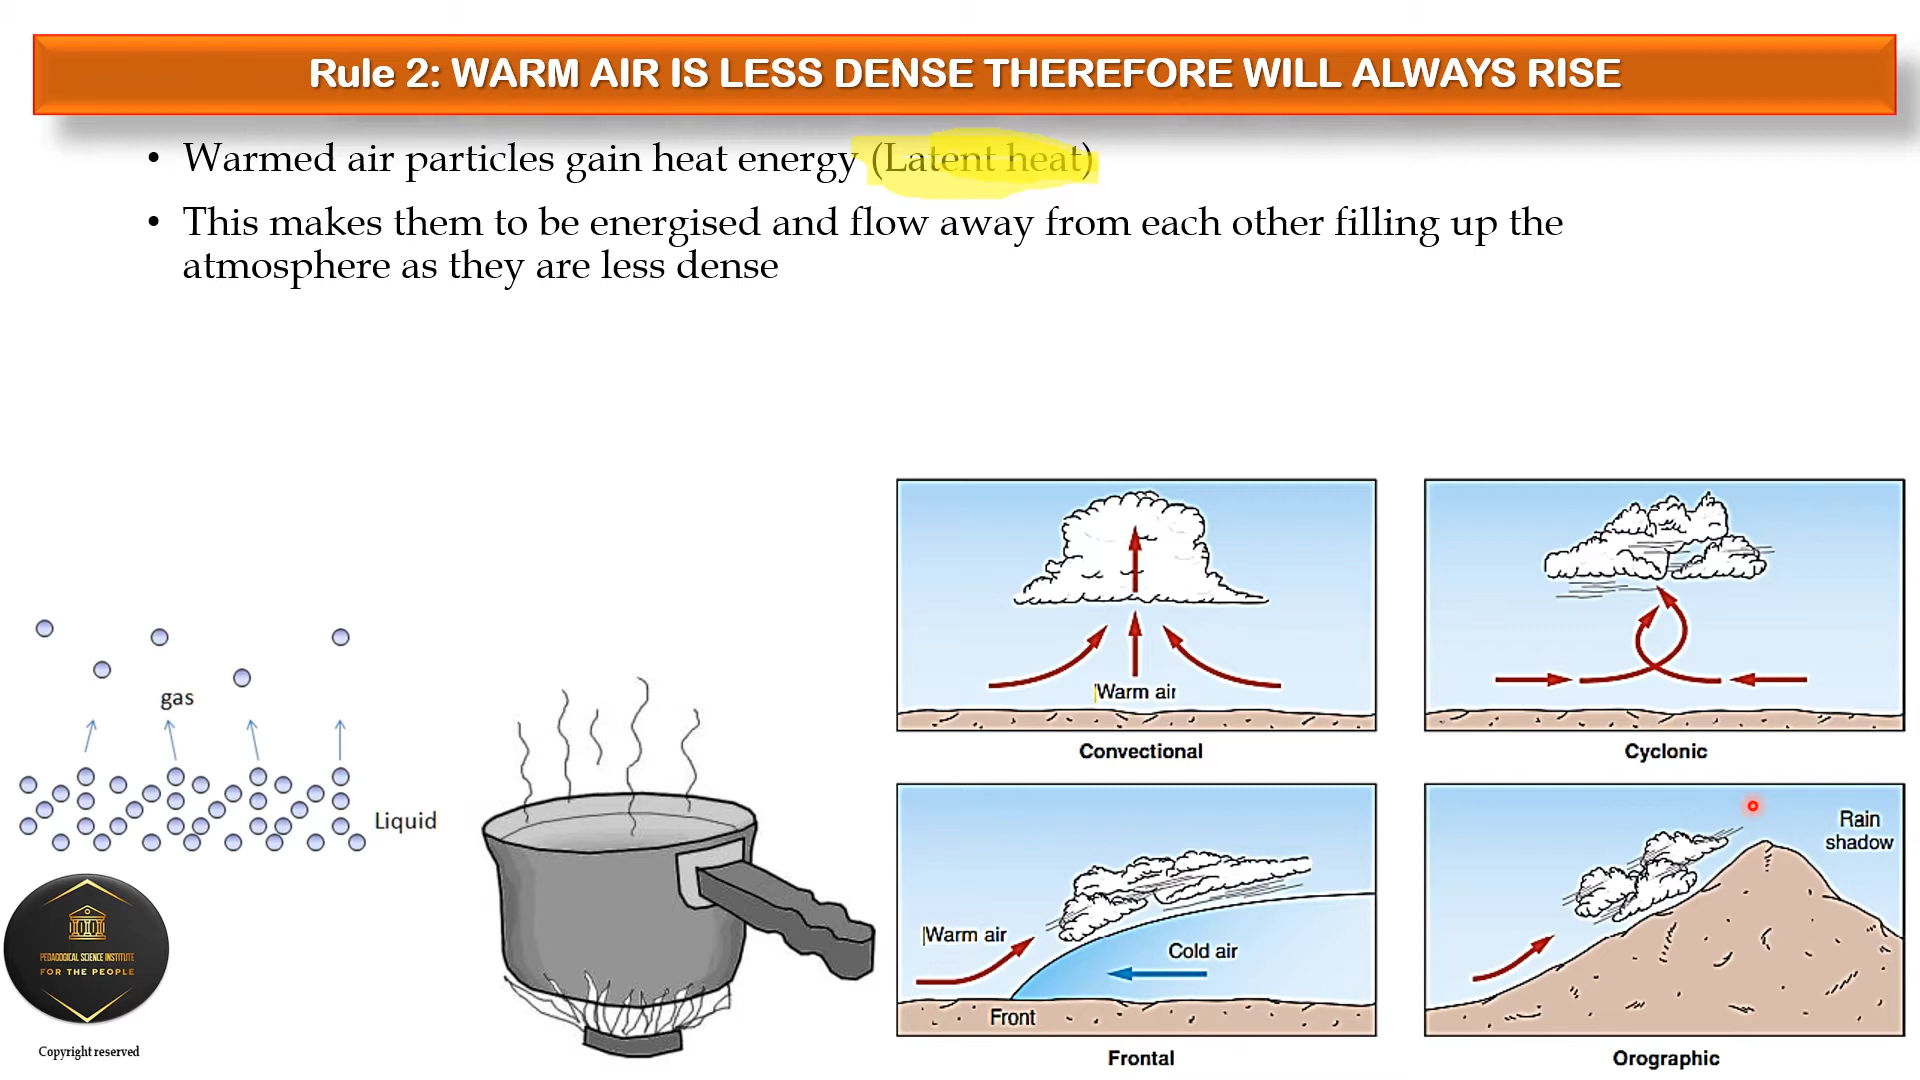 Rule 2: WARM AIR IS LESS DENSE THEREFORE WILL ALWAYS RISE
• Warmed air particles gain heat energy (Latent heat)
• This makes them to be energised and flow away from each other filling up the
atmosphere as they are less dense
gas
Liquid
Warm air
Convectional
Cyclonic
Warm air
Cold air
Front
Frontal
Rain
shadow
Orographic
PEDAGOGICAL SCIENCE INSTITUTE
FOR THE PEOPLE
Copyright reserved